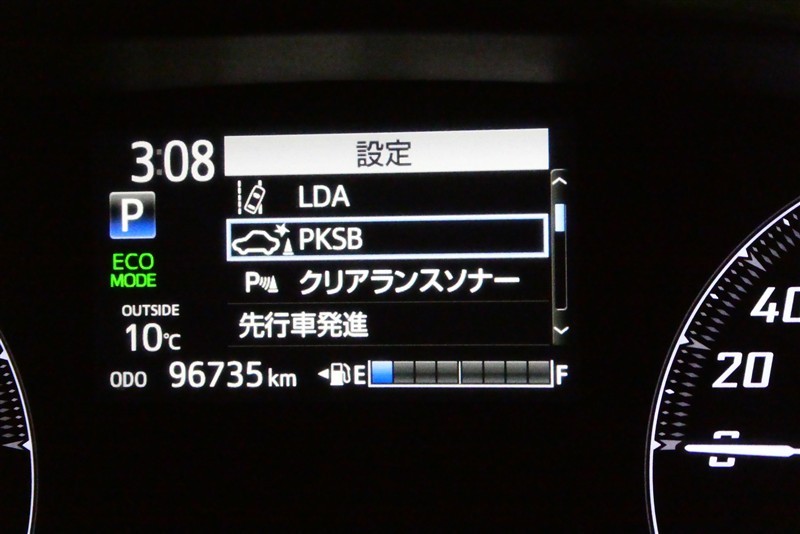 3:08
設定
LDA
P
PKSB
ECO
MODE
P クリアランスソナー
OUTSIDE
10℃
先行車発進
ODO 96735 km
E F
40
20
0